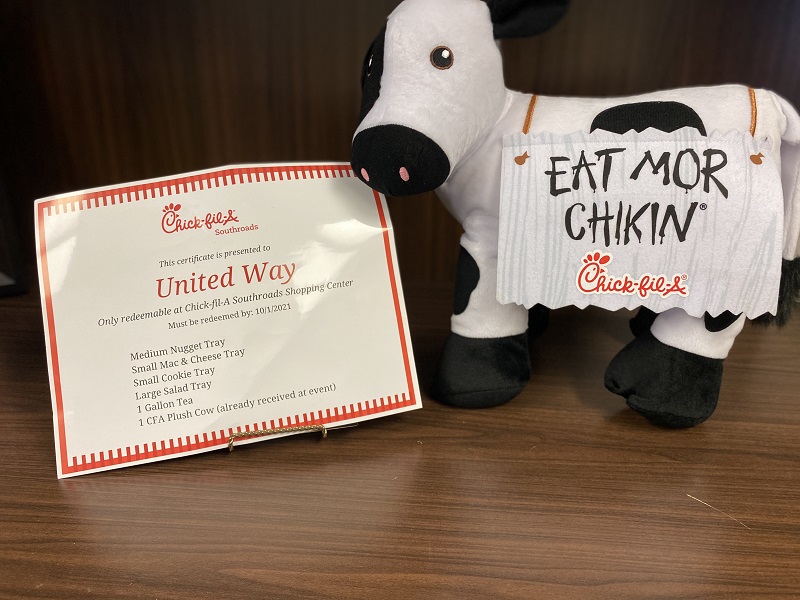 Chick-fil-A
Southroads
This certificate is presented to
United Way
Only redeemable at Chick-fil-A Southroads Shopping Center
Must be redeemed by: 10/1/2021
Medium Nugget Tray
Small Mac & Cheese Tray
Small Cookie Tray
Large Salad Tray
1 Gallon Tea
1 CFA Plush Cow (already received at event)
EAT MOR
CHIKIN®
Chick-fil-A®